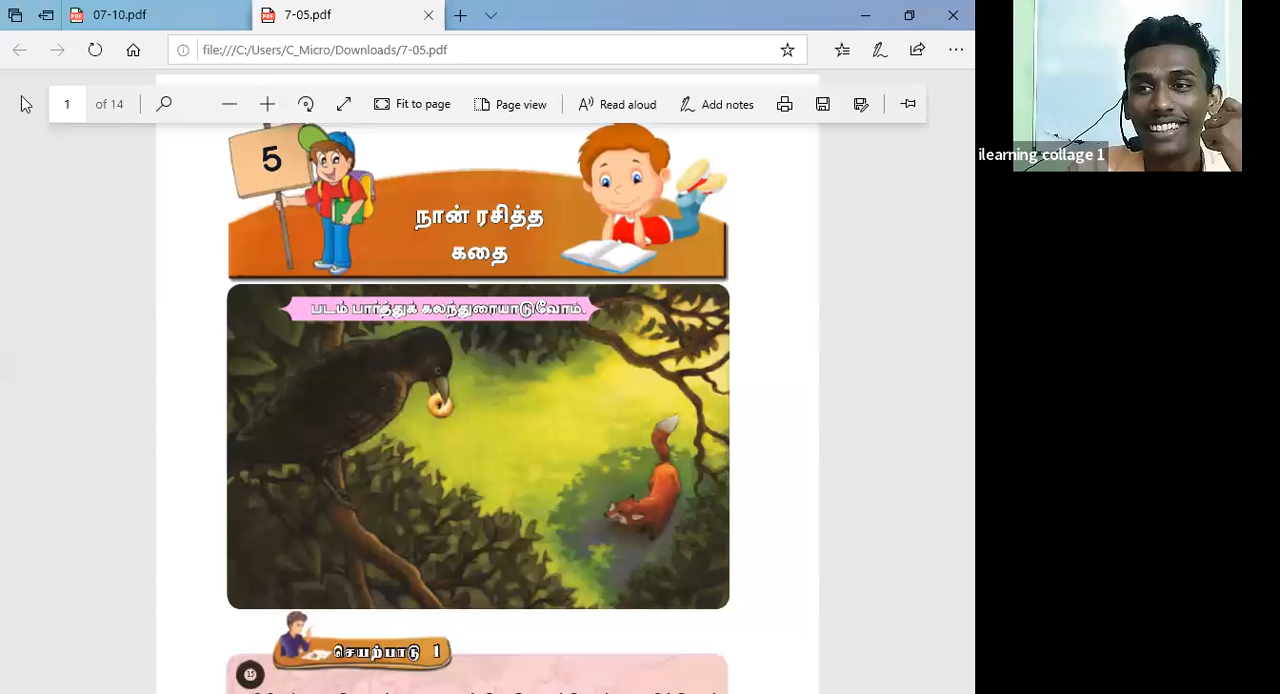 07-10.pdf
7-05.pdf
file:///C:/Users/C_Micro/Downloads/7-05.pdf
1 of 14
Fit to page
Page view
Read aloud
Add notes
ilearning collage 1
5
நான் ரசித்த
கதை
படம் பார்த்துக் கலந்துரையாடுவோம்.
செயற்பாடு 1